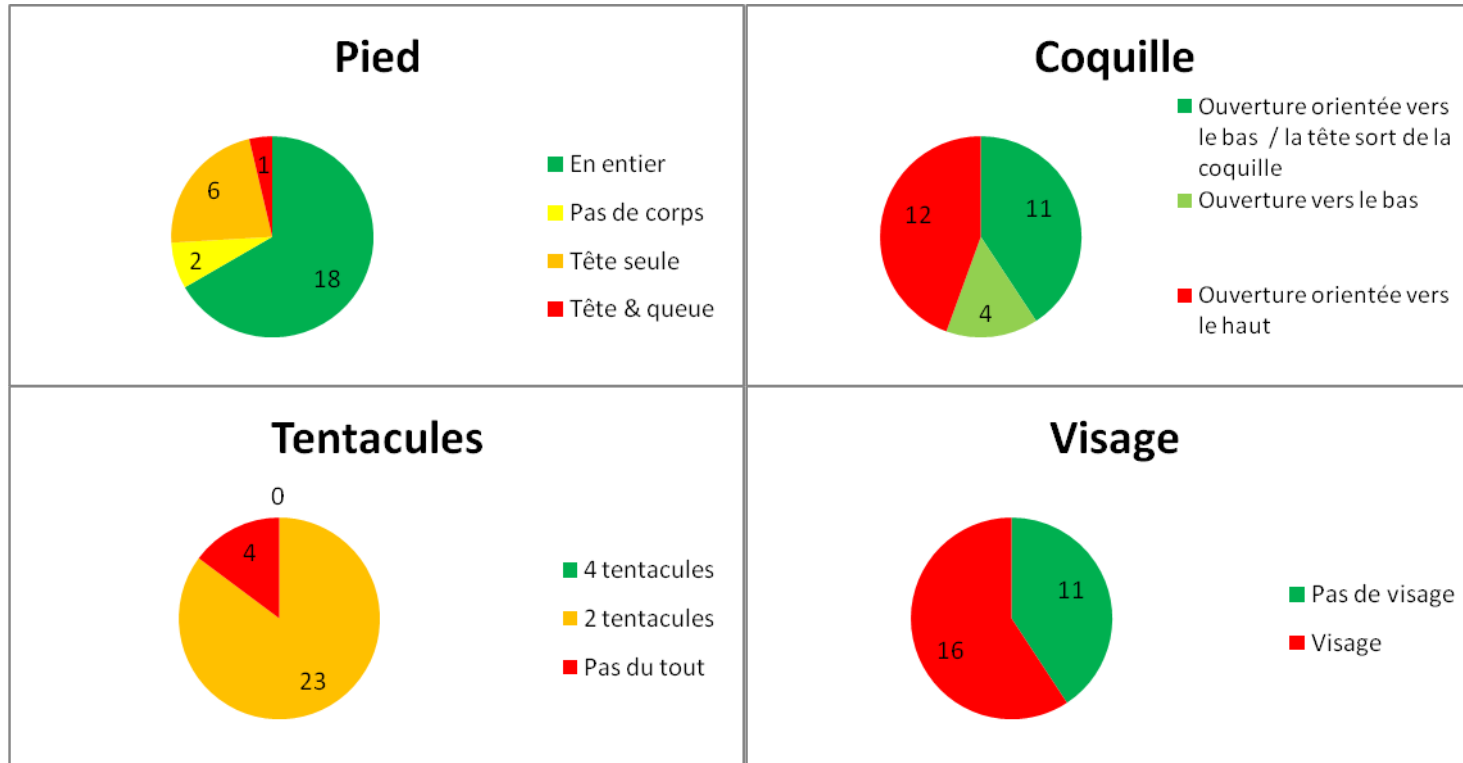 Pied
1
6
2
18
En entier
Pas de corps
Tête seule
Tête & queue
Coquille
12
11
4
Ouverture orientée vers
le bas / la tête sort de la
coquille
Ouverture vers le bas
Ouverture orientée vers
le haut
Tentacules
0
4
23
4 tentacules
2 tentacules
Pas du tout
Visage
11
16
Pas de visage
Visage